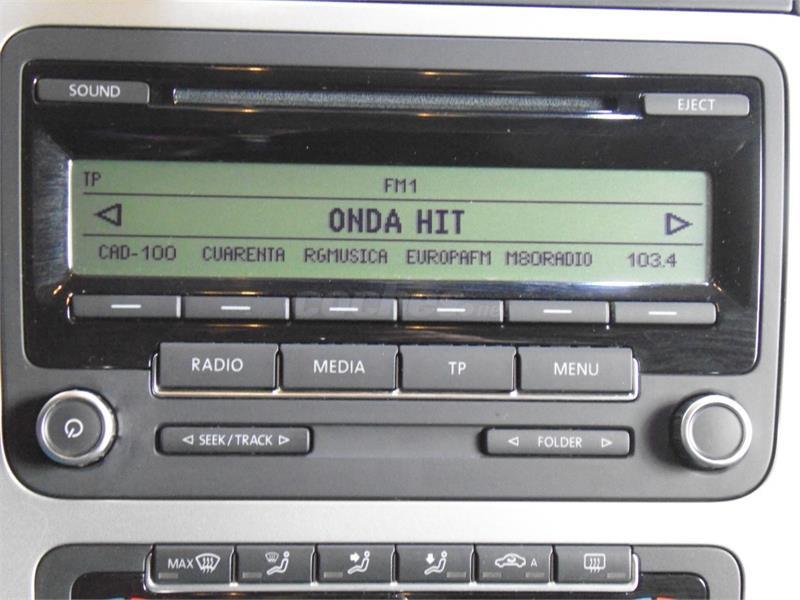 SOUND
EJECT
TP
FM1
ONDA HIT
CAD-100 CUARENTA RGMUSICA EUROPAFM M80RADIO 103.4
RADIO MEDIA TP MENU
SEEK/TRACK FOLDER
MAX A